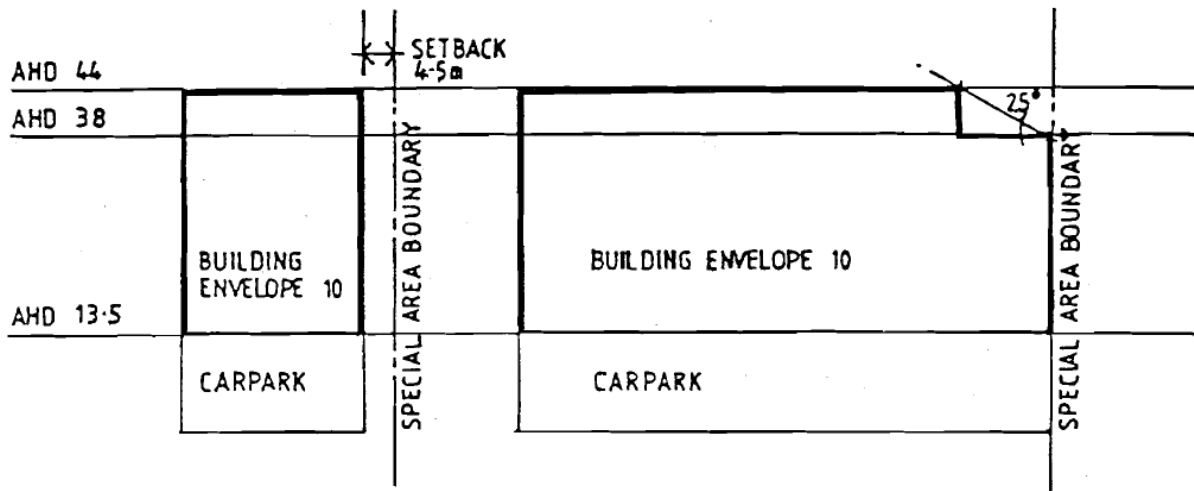 SETBACK
4·5m
AHD 44
25°
AHD 38
SPECIAL AREA BOUNDARY
SPECIAL AREA BOUNDAR
BUILDING
ENVELOPE 10
BUILDING ENVELOPE 10
AHD 13·5
CARPARK
CARPARK